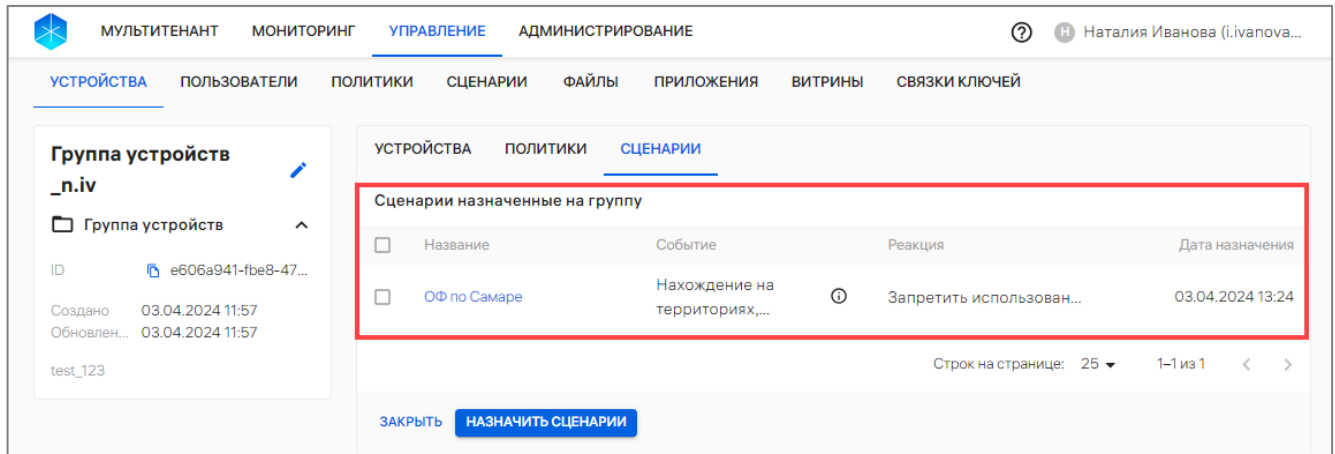 МУЛЬТИТЕНАНТ МОНИТОРИНГ УПРАВЛЕНИЕ АДМИНИСТРИРОВАНИЕ ? Н Наталия Иванова (i.ivanova...
УСТРОЙСТВА ПОЛЬЗОВАТЕЛИ ПОЛИТИКИ СЦЕНАРИИ ФАЙЛЫ ПРИЛОЖЕНИЯ ВИТРИНЫ СВЯЗКИ КЛЮЧЕЙ
Группа устройств
_n.iv
Группа устройств
ID e606a941-fbe8-47...
Создано 03.04.2024 11:57
Обновлен... 03.04.2024 11:57
test_123
УСТРОЙСТВА ПОЛИТИКИ СЦЕНАРИИ
Сценарии назначенные на группу
Название Событие Реакция Дата назначения
ОФ по Самаре Нахождение на территориях,... Запретить использован... 03.04.2024 13:24
Строк на странице: 25 1–1 из 1
ЗАКРЫТЬ НАЗНАЧИТЬ СЦЕНАРИИ